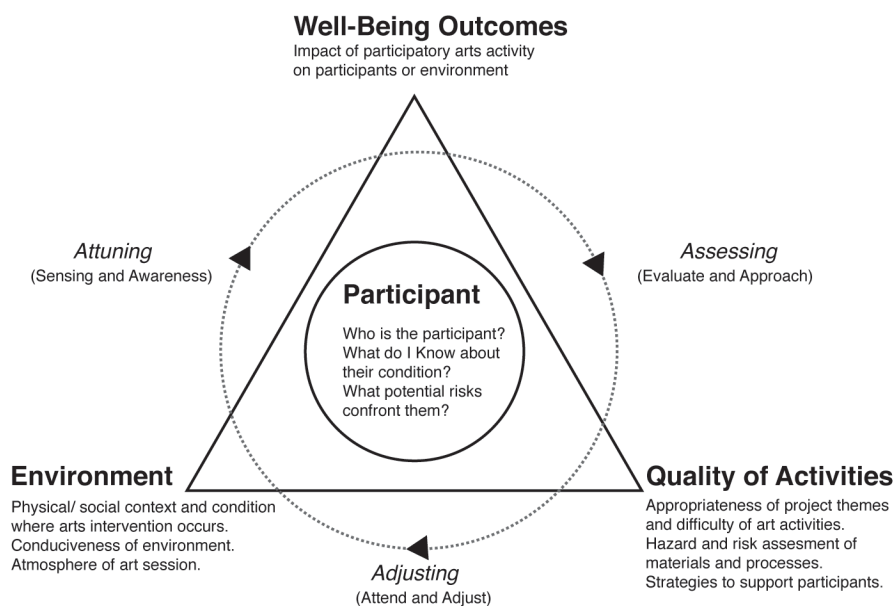 Well-Being Outcomes
Impact of participatory arts activity
on participants or environment
Attuning
(Sensing and Awareness)
Assessing
(Evaluate and Approach)
Participant
Who is the participant?
What do I Know about
their condition?
What potential risks
confront them?
Environment
Physical/ social context and condition
where arts intervention occurs.
Conduciveness of environment.
Atmosphere of art session.
Quality of Activities
Appropriateness of project themes
and difficulty of art activities.
Hazard and risk assesment of
materials and processes.
Strategies to support participants.
Adjusting
(Attend and Adjust)